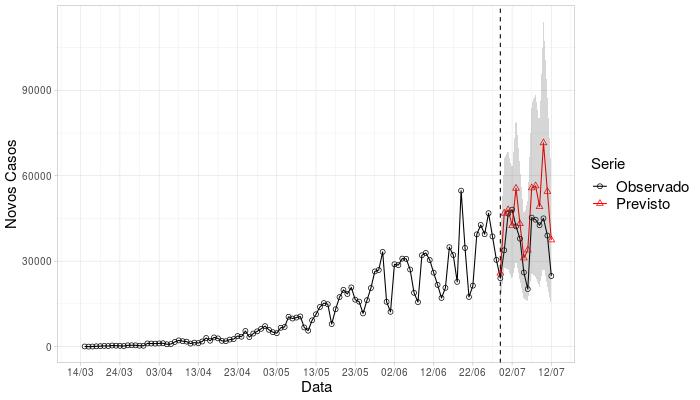 Novos Casos
90000
60000
30000
0
14/03 24/03 03/04 13/04 23/04 03/05 13/05 23/05 02/06 12/06 22/06 02/07 12/07
Data
Serie
Observado
Previsto